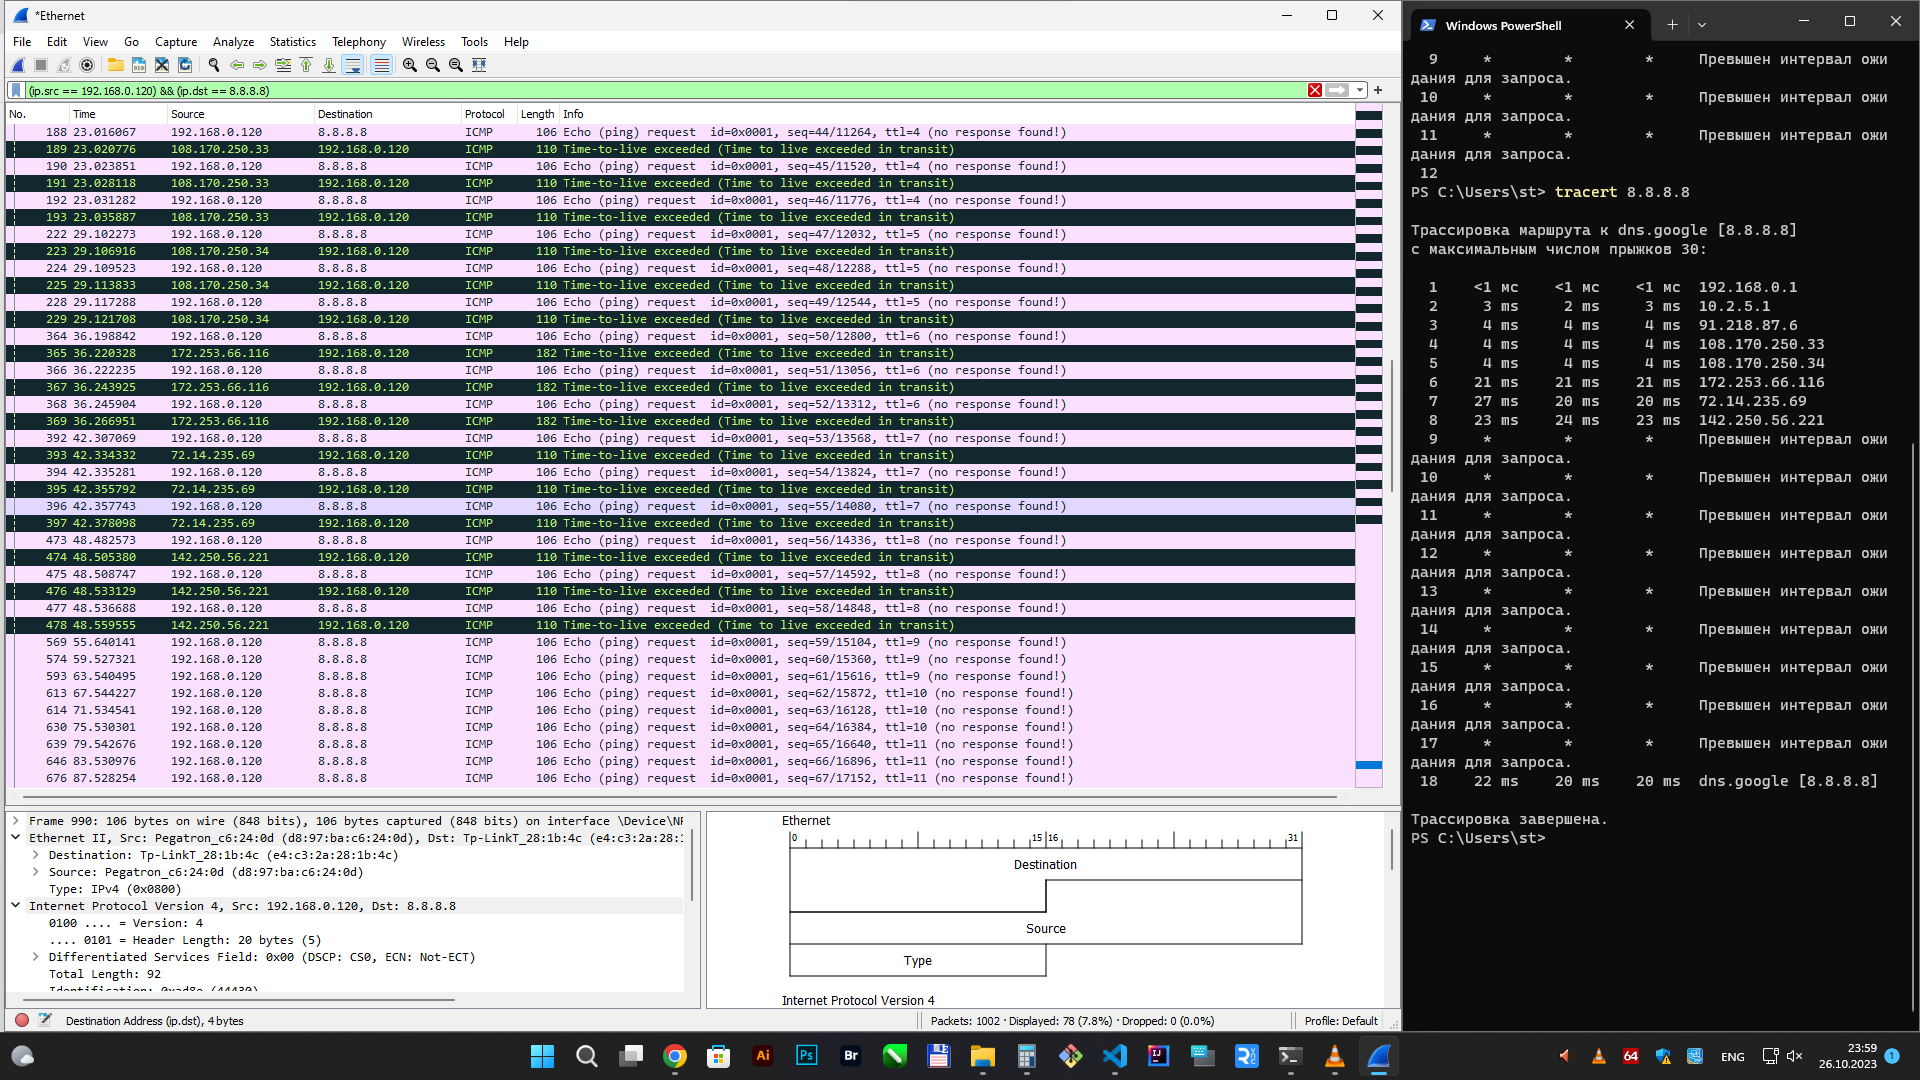 *Ethernet
File Edit View Go Capture Analyze Statistics Telephony Wireless Tools Help
(ip.src == 192.168.0.120) && (ip.dst == 8.8.8.8)
No. Time Source Destination Protocol Length Info
188 23.016067 192.168.0.120 8.8.8.8 ICMP 106 Echo (ping) request id=0x0001, seq=44/11264, ttl=4 (no response found!)
189 23.020776 108.170.250.33 192.168.0.120 ICMP 110 Time-to-live exceeded (Time to live exceeded in transit)
190 23.023851 192.168.0.120 8.8.8.8 ICMP 106 Echo (ping) request id=0x0001, seq=45/11520, ttl=4 (no response found!)
191 23.028118 108.170.250.33 192.168.0.120 ICMP 110 Time-to-live exceeded (Time to live exceeded in transit)
192 23.031282 192.168.0.120 8.8.8.8 ICMP 106 Echo (ping) request id=0x0001, seq=46/11776, ttl=4 (no response found!)
193 23.035887 108.170.250.33 192.168.0.120 ICMP 110 Time-to-live exceeded (Time to live exceeded in transit)
222 29.102273 192.168.0.120 8.8.8.8 ICMP 106 Echo (ping) request id=0x0001, seq=47/12032, ttl=5 (no response found!)
223 29.106916 108.170.250.34 192.168.0.120 ICMP 110 Time-to-live exceeded (Time to live exceeded in transit)
224 29.109523 192.168.0.120 8.8.8.8 ICMP 106 Echo (ping) request id=0x0001, seq=48/12288, ttl=5 (no response found!)
225 29.113833 108.170.250.34 192.168.0.120 ICMP 110 Time-to-live exceeded (Time to live exceeded in transit)
228 29.117288 192.168.0.120 8.8.8.8 ICMP 106 Echo (ping) request id=0x0001, seq=49/12544, ttl=5 (no response found!)
229 29.121708 108.170.250.34 192.168.0.120 ICMP 110 Time-to-live exceeded (Time to live exceeded in transit)
364 36.198842 192.168.0.120 8.8.8.8 ICMP 106 Echo (ping) request id=0x0001, seq=50/12800, ttl=6 (no response found!)
365 36.220328 172.253.66.116 192.168.0.120 ICMP 182 Time-to-live exceeded (Time to live exceeded in transit)
366 36.222235 192.168.0.120 8.8.8.8 ICMP 106 Echo (ping) request id=0x0001, seq=51/13056, ttl=6 (no response found!)
367 36.243925 172.253.66.116 192.168.0.120 ICMP 182 Time-to-live exceeded (Time to live exceeded in transit)
368 36.245904 192.168.0.120 8.8.8.8 ICMP 106 Echo (ping) request id=0x0001, seq=52/13312, ttl=6 (no response found!)
369 36.266951 172.253.66.116 192.168.0.120 ICMP 182 Time-to-live exceeded (Time to live exceeded in transit)
392 42.307069 192.168.0.120 8.8.8.8 ICMP 106 Echo (ping) request id=0x0001, seq=53/13568, ttl=7 (no response found!)
393 42.334332 72.14.235.69 192.168.0.120 ICMP 110 Time-to-live exceeded (Time to live exceeded in transit)
394 42.335281 192.168.0.120 8.8.8.8 ICMP 106 Echo (ping) request id=0x0001, seq=54/13824, ttl=7 (no response found!)
395 42.355792 72.14.235.69 192.168.0.120 ICMP 110 Time-to-live exceeded (Time to live exceeded in transit)
396 42.357743 192.168.0.120 8.8.8.8 ICMP 106 Echo (ping) request id=0x0001, seq=55/14080, ttl=7 (no response found!)
397 42.378098 72.14.235.69 192.168.0.120 ICMP 110 Time-to-live exceeded (Time to live exceeded in transit)
473 48.482573 192.168.0.120 8.8.8.8 ICMP 106 Echo (ping) request id=0x0001, seq=56/14336, ttl=8 (no response found!)
474 48.505380 142.250.56.221 192.168.0.120 ICMP 110 Time-to-live exceeded (Time to live exceeded in transit)
475 48.508747 192.168.0.120 8.8.8.8 ICMP 106 Echo (ping) request id=0x0001, seq=57/14592, ttl=8 (no response found!)
476 48.533129 142.250.56.221 192.168.0.120 ICMP 110 Time-to-live exceeded (Time to live exceeded in transit)
477 48.536688 192.168.0.120 8.8.8.8 ICMP 106 Echo (ping) request id=0x0001, seq=58/14848, ttl=8 (no response found!)
478 48.559555 142.250.56.221 192.168.0.120 ICMP 110 Time-to-live exceeded (Time to live exceeded in transit)
569 55.640141 192.168.0.120 8.8.8.8 ICMP 106 Echo (ping) request id=0x0001, seq=59/15104, ttl=9 (no response found!)
574 59.527321 192.168.0.120 8.8.8.8 ICMP 106 Echo (ping) request id=0x0001, seq=60/15360, ttl=9 (no response found!)
593 63.540495 192.168.0.120 8.8.8.8 ICMP 106 Echo (ping) request id=0x0001, seq=61/15616, ttl=9 (no response found!)
613 67.544227 192.168.0.120 8.8.8.8 ICMP 106 Echo (ping) request id=0x0001, seq=62/15872, ttl=10 (no response found!)
614 71.534541 192.168.0.120 8.8.8.8 ICMP 106 Echo (ping) request id=0x0001, seq=63/16128, ttl=10 (no response found!)
630 75.530301 192.168.0.120 8.8.8.8 ICMP 106 Echo (ping) request id=0x0001, seq=64/16384, ttl=10 (no response found!)
639 79.542676 192.168.0.120 8.8.8.8 ICMP 106 Echo (ping) request id=0x0001, seq=65/16640, ttl=11 (no response found!)
646 83.530976 192.168.0.120 8.8.8.8 ICMP 106 Echo (ping) request id=0x0001, seq=66/16896, ttl=11 (no response found!)
676 87.528254 192.168.0.120 8.8.8.8 ICMP 106 Echo (ping) request id=0x0001, seq=67/17152, ttl=11 (no response found!)
Frame 990: 106 bytes on wire (848 bits), 106 bytes captured (848 bits) on interface \Device\NP
Ethernet II, Src: Pegatron_c6:24:0d (d8:97:ba:c6:24:0d), Dst: Tp-LinkT_28:1b:4c (e4:c3:2a:28:1
Destination: Tp-LinkT_28:1b:4c (e4:c3:2a:28:1b:4c)
Source: Pegatron_c6:24:0d (d8:97:ba:c6:24:0d)
Type: IPv4 (0x0800)
Internet Protocol Version 4, Src: 192.168.0.120, Dst: 8.8.8.8
0100 .... = Version: 4
.... 0101 = Header Length: 20 bytes (5)
Differentiated Services Field: 0x00 (DSCP: CS0, ECN: Not-ECT)
Total Length: 92
Identification: 0xad8e (44430)
Ethernet
0 15 16 31
Destination
Source
Type
Internet Protocol Version 4
Destination Address (ip.dst), 4 bytes
Packets: 1002 · Displayed: 78 (7.8%) · Dropped: 0 (0.0%)
Profile: Default
Windows PowerShell
9 * * * Превышен интервал ожи
дания для запроса.
10 * * * Превышен интервал ожи
дания для запроса.
11 * * * Превышен интервал ожи
дания для запроса.
12
PS C:\Users\st> tracert 8.8.8.8
Трассировка маршрута к dns.google [8.8.8.8]
с максимальным числом прыжков 30:
1 <1 мс <1 мс <1 мс 192.168.0.1
2 3 ms 2 ms 3 ms 10.2.5.1
3 4 ms 4 ms 4 ms 91.218.87.6
4 4 ms 4 ms 4 ms 108.170.250.33
5 4 ms 4 ms 4 ms 108.170.250.34
6 21 ms 21 ms 21 ms 172.253.66.116
7 27 ms 20 ms 20 ms 72.14.235.69
8 23 ms 24 ms 23 ms 142.250.56.221
9 * * * Превышен интервал ожи
дания для запроса.
10 * * * Превышен интервал ожи
дания для запроса.
11 * * * Превышен интервал ожи
дания для запроса.
12 * * * Превышен интервал ожи
дания для запроса.
13 * * * Превышен интервал ожи
дания для запроса.
14 * * * Превышен интервал ожи
дания для запроса.
15 * * * Превышен интервал ожи
дания для запроса.
16 * * * Превышен интервал ожи
дания для запроса.
17 * * * Превышен интервал ожи
дания для запроса.
18 22 ms 20 ms 20 ms dns.google [8.8.8.8]
Трассировка завершена.
PS C:\Users\st>
Ai Ps Br
64
ENG
23:59
26.10.2023
1